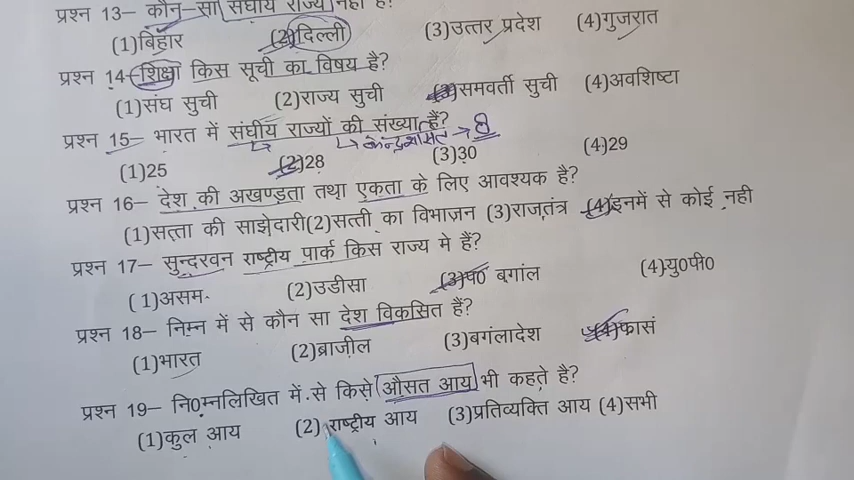 प्रश्न 13– कौन–सा संघीय राज्य नहीं है?
(1)बिहार (2)दिल्ली (3)उत्तर प्रदेश (4)गुजरात
प्रश्न 14–शिक्षा किस सूची का विषय है?
(1)संघ सुची (2)राज्य सुची (3)समवर्ती सुची (4)अवशिष्टा
प्रश्न 15– भारत में संघीय राज्यों की संख्या हैं?
केन्द्रशासित → 8
(1)25 (2)28 (3)30 (4)29
प्रश्न 16– देश की अखण्डता तथा एकता के लिए आवश्यक है?
(1)सत्ता की साझेदारी(2)सत्ती का विभाजन (3)राजतंत्र (4)इनमें से कोई नही
प्रश्न 17– सुन्दरवन राष्ट्रीय पार्क किस राज्य मे हैं?
(1)असम (2)उडीसा (3)प0 बगांल (4)यु0पी0
प्रश्न 18– निम्न में से कौन सा देश विकसित हैं?
(1)भारत (2)ब्राजील (3)बगंलादेश (4)फासं
प्रश्न 19– नि0म्नलिखित में से किसे औसत आय भी कहते है?
(1)कुल आय (2) राष्ट्रीय आय (3)प्रतिव्यक्ति आय (4)सभी